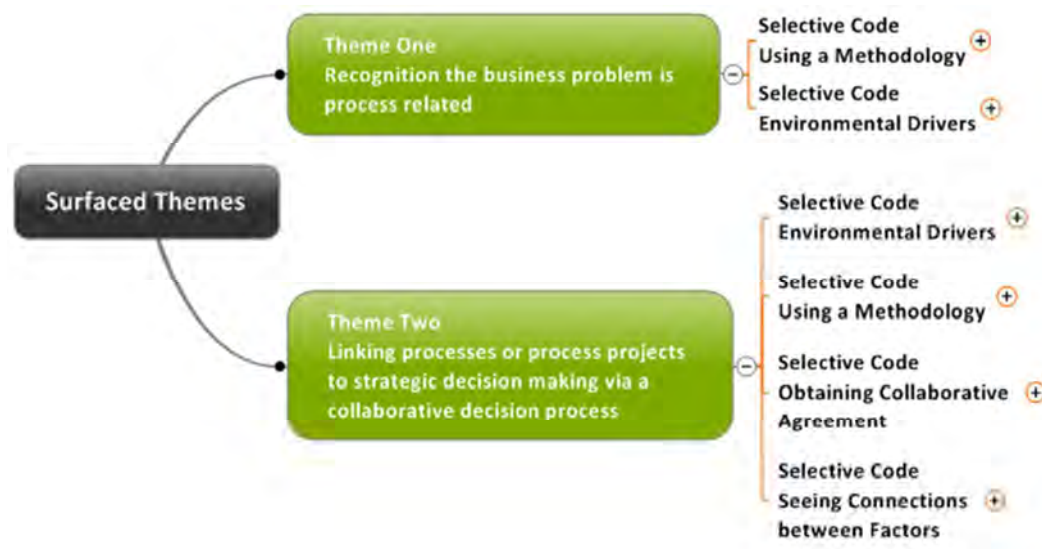 Surfaced Themes
Theme One
Recognition the business problem is
process related
Selective Code
Using a Methodology
Selective Code
Environmental Drivers
Theme Two
Linking processes or process projects
to strategic decision making via a
collaborative decision process
Selective Code
Environmental Drivers
Selective Code
Using a Methodology
Selective Code
Obtaining Collaborative
Agreement
Selective Code
Seeing Connections
between Factors